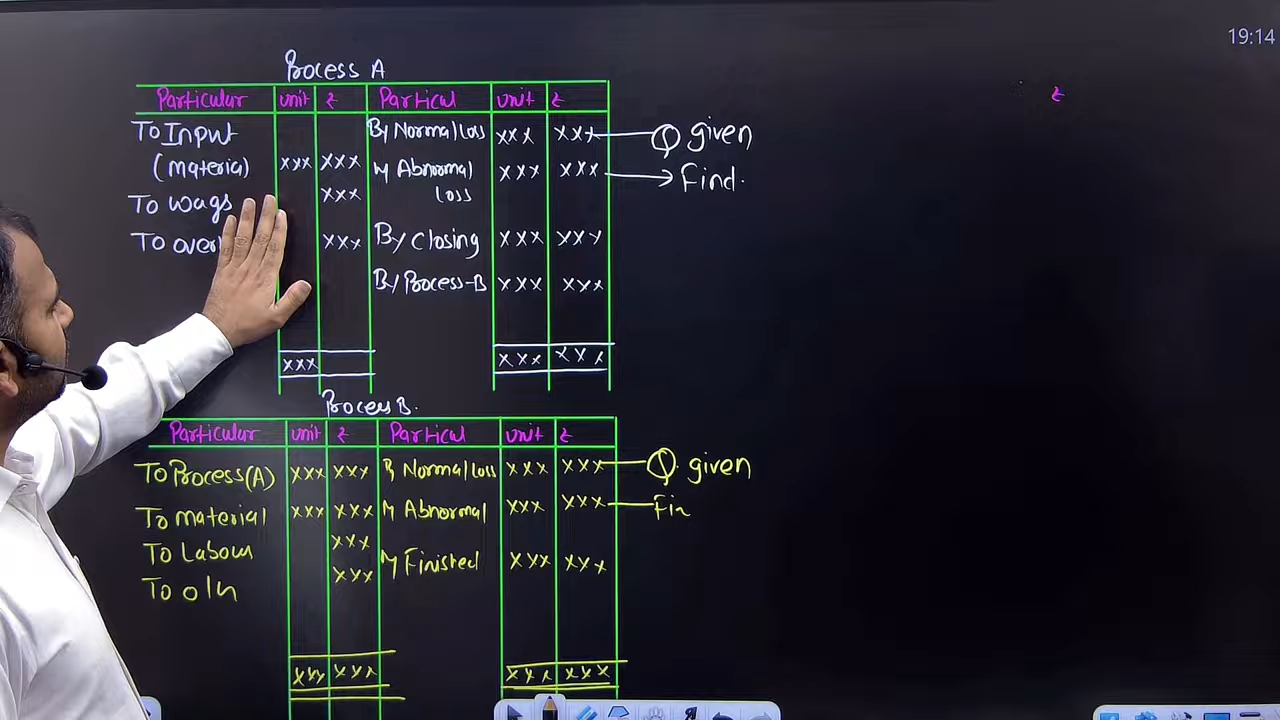 19:14
Process A
Particular unit ₹ Particul unit ₹
To Input By Normal Loss xxx xxx Q given
(material) xxx xxx By Abnormal xxx xxx → Find.
loss
To wags xxx
To over xxx By Closing xxx xxx
By Process-B xxx xxx
xxx xxx xxx
Process B.
Particular unit ₹ Particul unit ₹
To Process(A) xxx xxx By Normal Loss xxx xxx Q. given
To material xxx xxx By Abnormal xxx xxx Fin
To Labour xxx By Finished xxx xxx
To o/h xxx
xxx xxx xxx xxx
₹